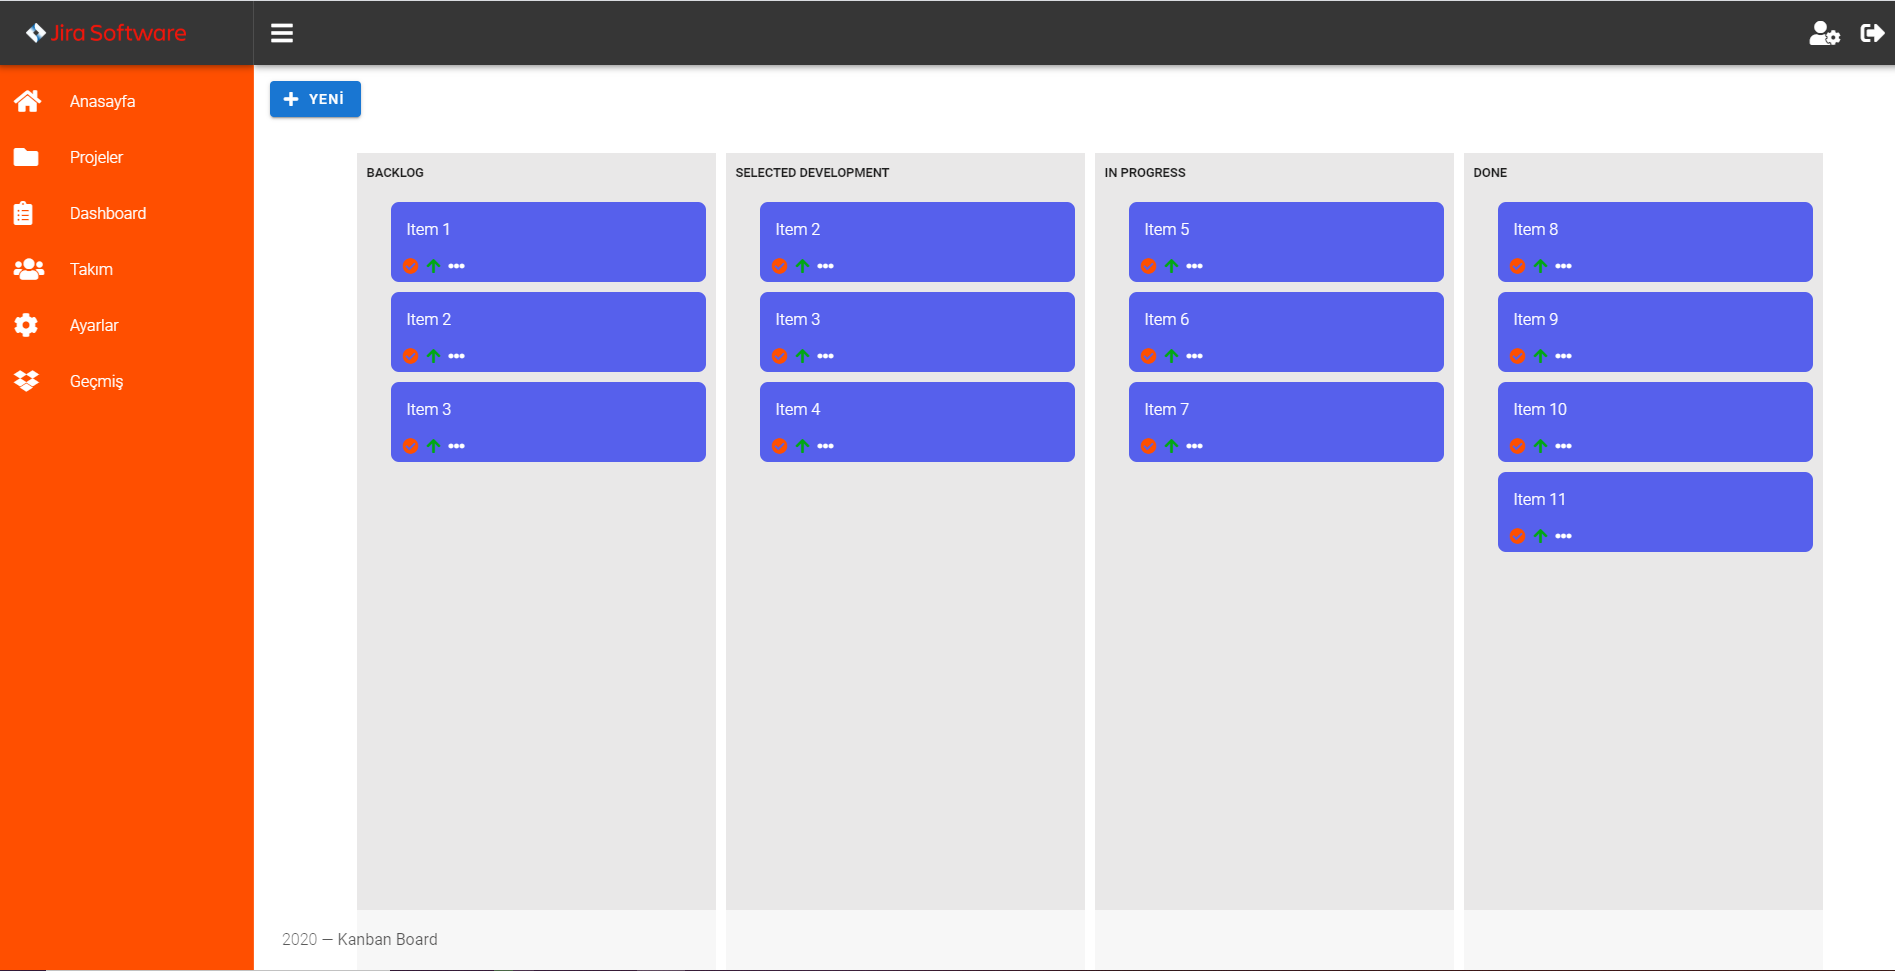 Jira Software
Anasayfa
Projeler
Dashboard
Takım
Ayarlar
Geçmiş
YENİ
BACKLOG
Item 1
Item 2
Item 3
SELECTED DEVELOPMENT
Item 2
Item 3
Item 4
IN PROGRESS
Item 5
Item 6
Item 7
DONE
Item 8
Item 9
Item 10
Item 11
2020 — Kanban Board